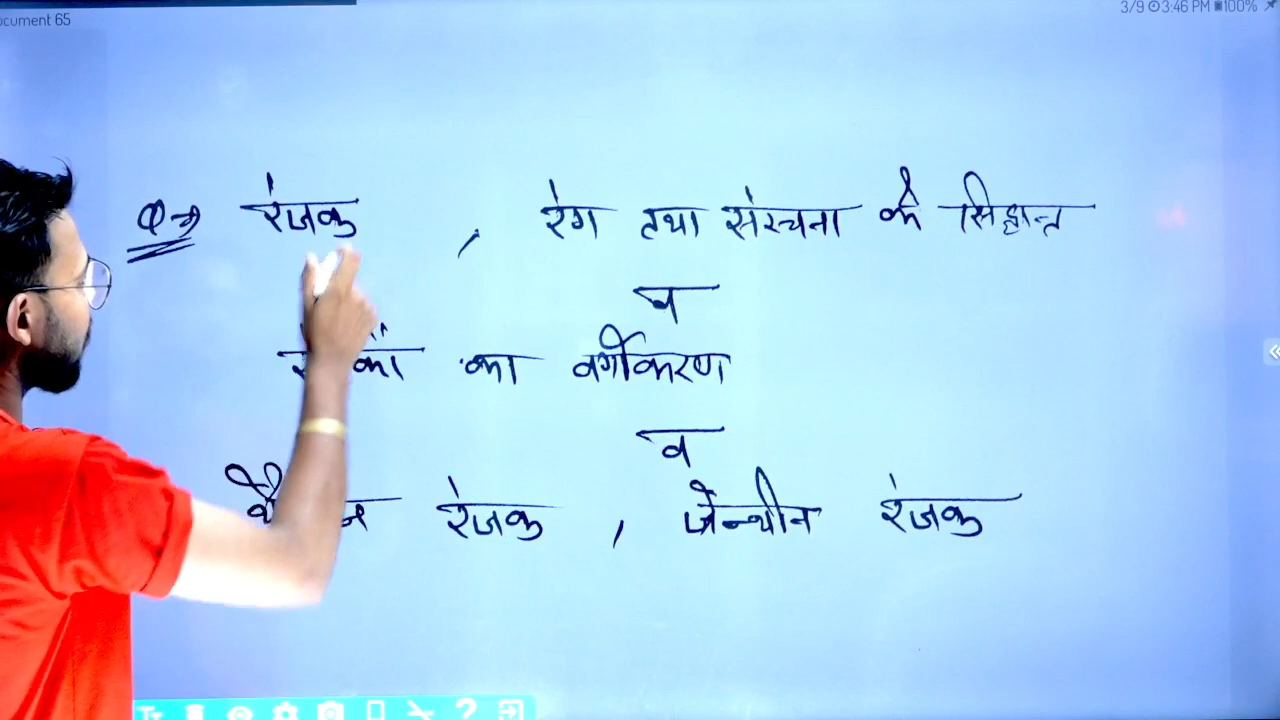 ocument 65
3/9 3:46 PM 100%
Q→ रंजक , रंग तथा संरचना के सिद्धान्त
व
का वर्गीकरण
व
रंजक , जेन्थीन रंजक